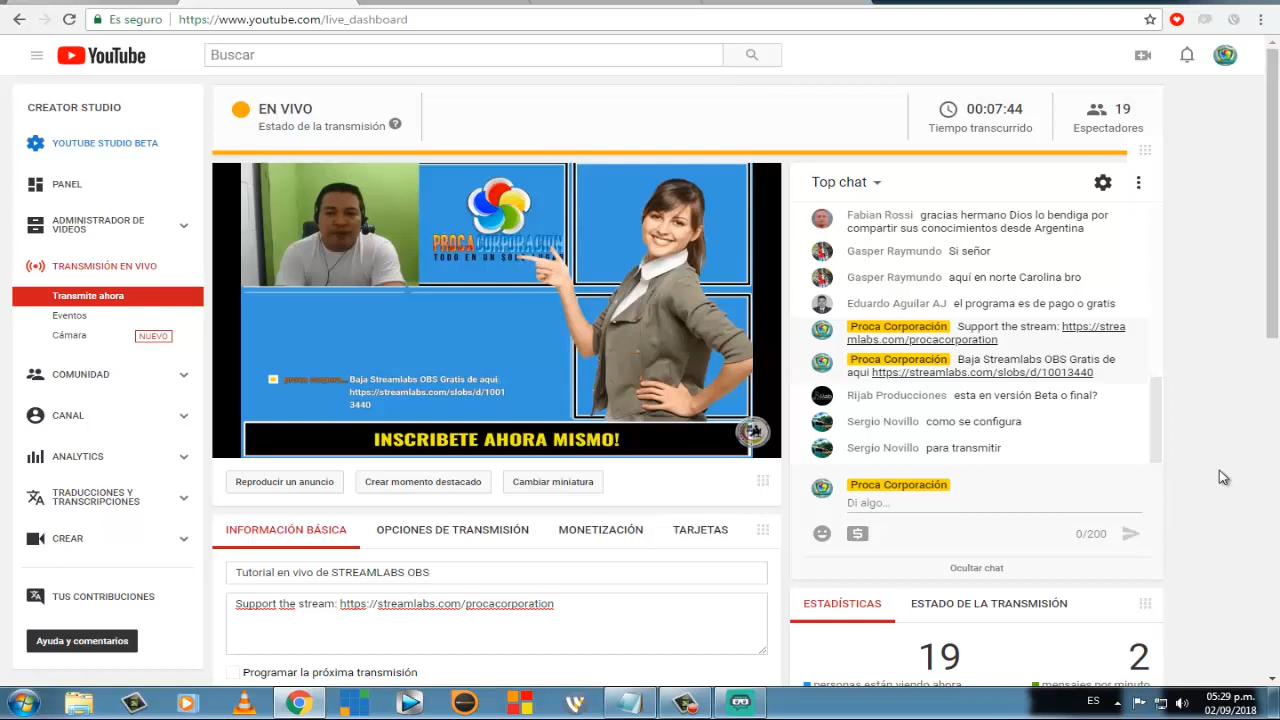 Es seguro
https://www.youtube.com/live_dashboard
YouTube
Buscar
CREATOR STUDIO
YOUTUBE STUDIO BETA
PANEL
ADMINISTRADOR DE
VIDEOS
TRANSMISIÓN EN VIVO
Transmite ahora
Eventos
Cámara
NUEVO
COMUNIDAD
CANAL
ANALYTICS
TRADUCCIONES Y
TRANSCRIPCIONES
CREAR
TUS CONTRIBUCIONES
Ayuda y comentarios
EN VIVO
Estado de la transmisión
00:07:44
Tiempo transcurrido
19
Espectadores
PROCA CORPORACION
TODO EN UN SOLO
proca corpora... Baja Streamlabs OBS Gratis de aqui:
https://streamlabs.com/slobs/d/1001
3440
INSCRIBETE AHORA MISMO!
Reproducir un anuncio
Crear momento destacado
Cambiar miniatura
INFORMACIÓN BÁSICA
OPCIONES DE TRANSMISIÓN
MONETIZACIÓN
TARJETAS
Tutorial en vivo de STREAMLABS OBS
Support the stream: https://streamlabs.com/procacorporation
Programar la próxima transmisión
Top chat
Fabian Rossi gracias hermano Dios lo bendiga por
compartir sus conocimientos desde Argentina
Gasper Raymundo Si señor
Gasper Raymundo aquí en norte Carolina bro
Eduardo Aguilar AJ el programa es de pago o gratis
Proca Corporación Support the stream: https://strea
mlabs.com/procacorporation
Proca Corporación Baja Streamlabs OBS Gratis de
aqui https://streamlabs.com/slobs/d/10013440
Rijab Producciones esta en versión Beta o final?
Sergio Novillo como se configura
Sergio Novillo para transmitir
Proca Corporación
Di algo...
0/200
Ocultar chat
ESTADÍSTICAS
ESTADO DE LA TRANSMISIÓN
19
2
personas están viendo ahora
mensajes por minuto
ES
05:29 p.m.
02/09/2018